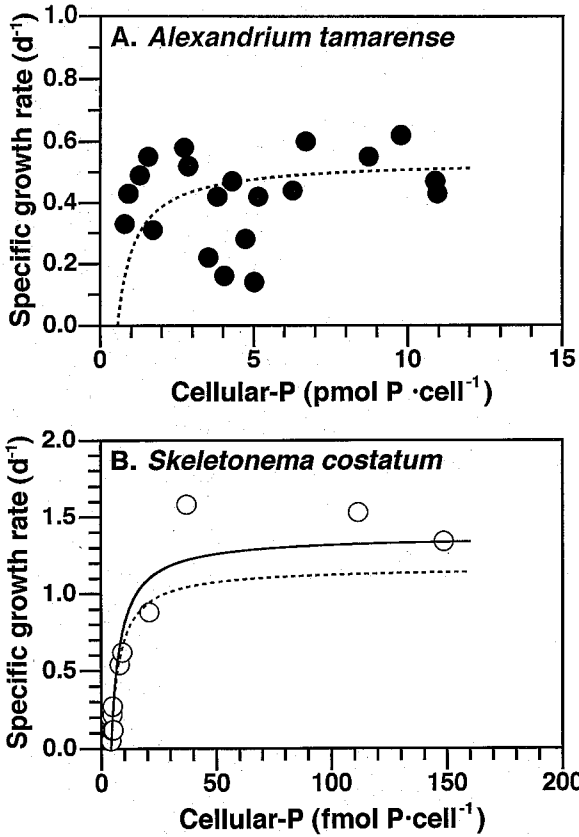 A. Alexandrium tamarense
Specific growth rate (d⁻¹)
1.0
0.8
0.6
0.4
0.2
0.0
0 5 10 15
Cellular-P (pmol P ·cell⁻¹)
B. Skeletonema costatum
Specific growth rate (d⁻¹)
2.0
1.5
1.0
0.5
0.0
0 50 100 150 200
Cellular-P (fmol P·cell⁻¹)